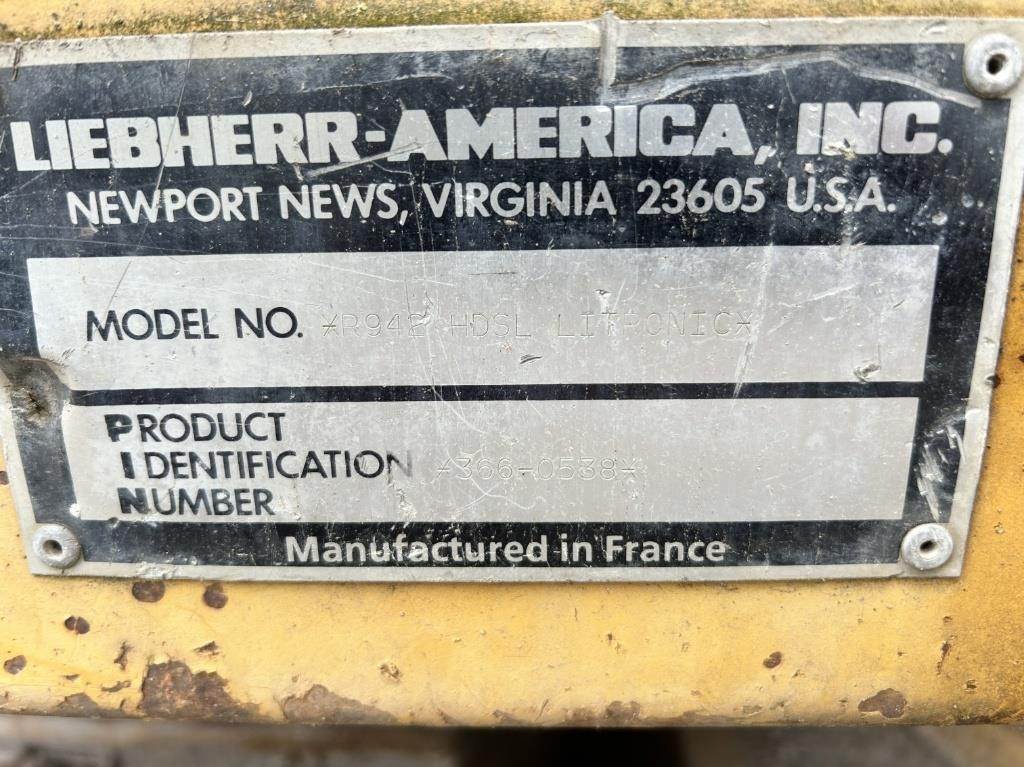 LIEBHERR-AMERICA, INC.
NEWPORT NEWS, VIRGINIA 23605 U.S.A.
MODEL NO. *R942 HDSL LITRONIC*
PRODUCT
IDENTIFICATION *366-0538*
NUMBER
Manufactured in France